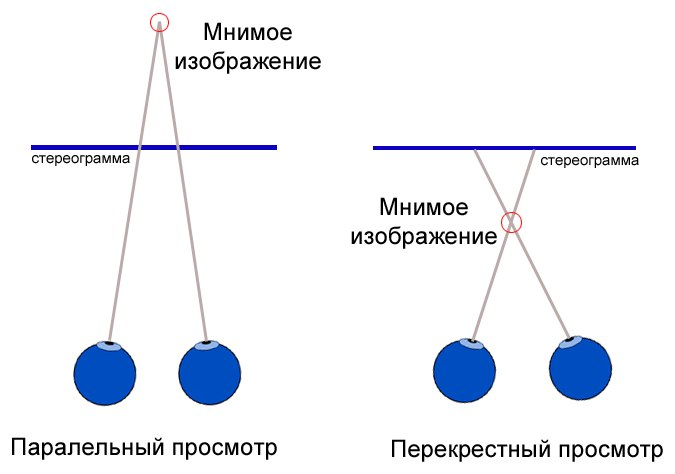 Мнимое
изображение
стереограмма
Паралельный просмотр
стереограмма
Мнимое
изображение
Перекрестный просмотр